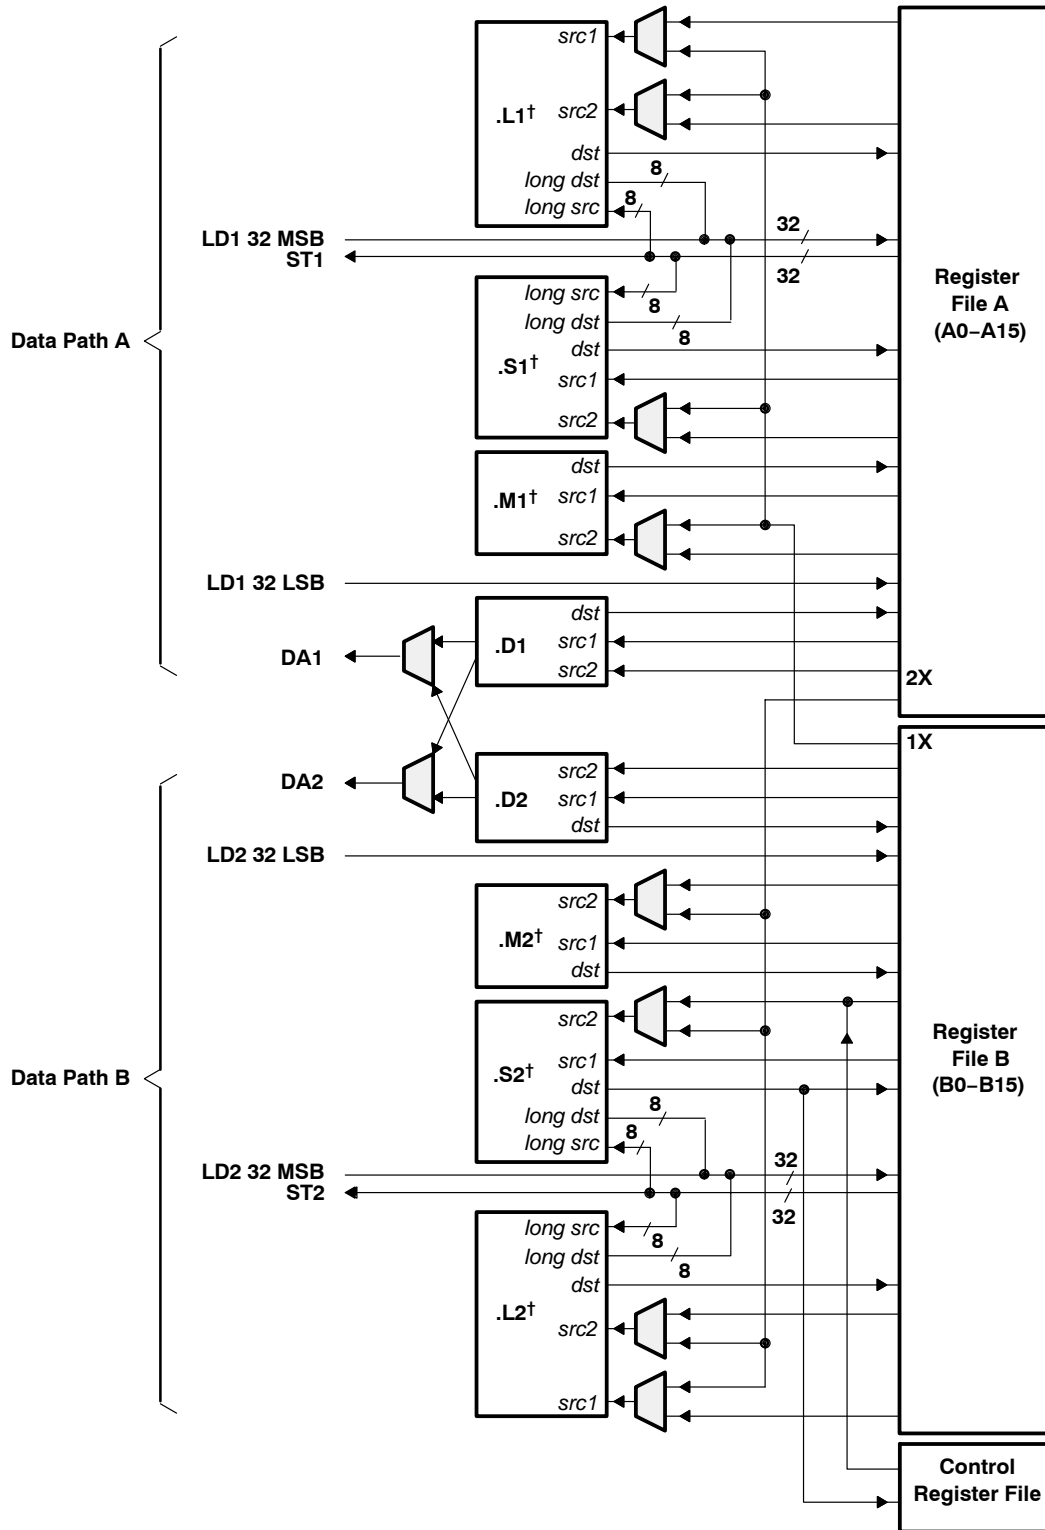 src1
.L1†
src2
dst
8
long dst
8
long src
LD1 32 MSB
32
ST1
32
Register
File A
(A0–A15)
long src
8
long dst
8
dst
Data Path A
.S1†
src1
src2
dst
.M1†
src1
src2
LD1 32 LSB
dst
.D1
src1
DA1
src2
2X
1X
DA2
src2
.D2
src1
dst
LD2 32 LSB
src2
.M2†
src1
dst
src2
Register
File B
(B0–B15)
src1
.S2†
Data Path B
dst
8
long dst
8
long src
LD2 32 MSB
32
ST2
32
long src
8
long dst
8
dst
.L2†
src2
src1
Control
Register File